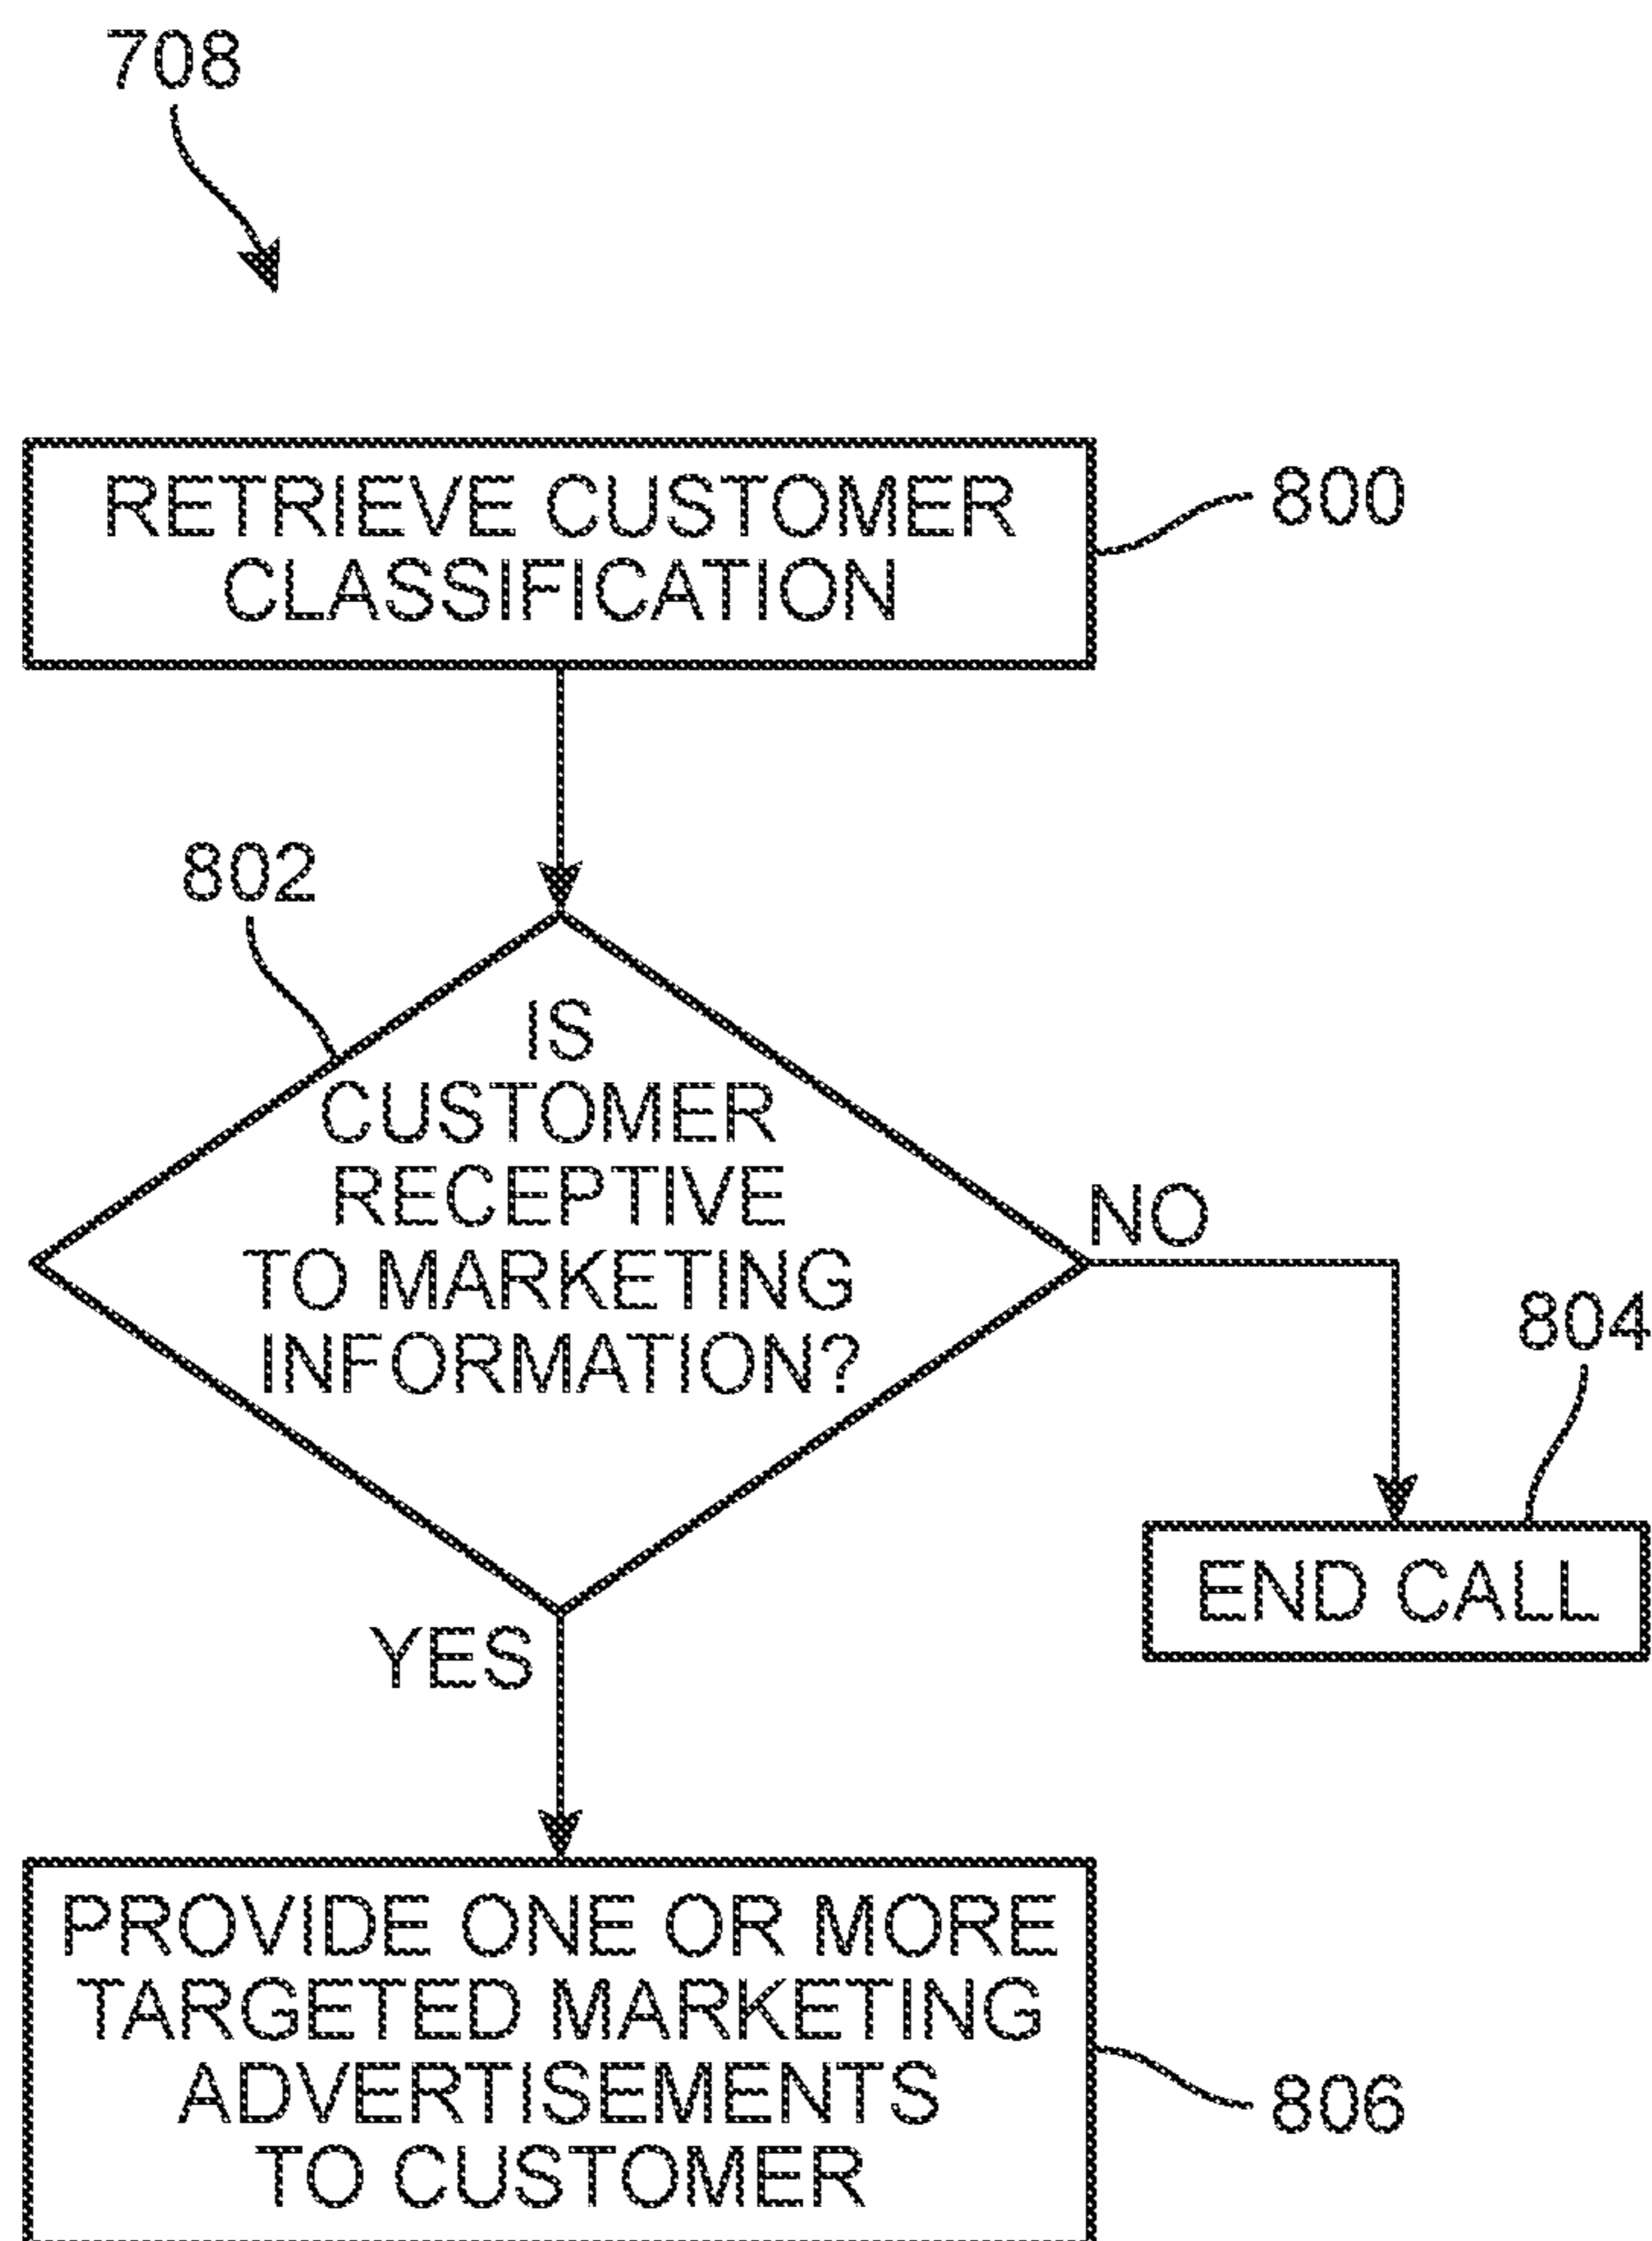 708
RETRIEVE CUSTOMER
CLASSIFICATION
800
802
IS
CUSTOMER
RECEPTIVE
TO MARKETING
INFORMATION?
NO
804
END CALL
YES
PROVIDE ONE OR MORE
TARGETED MARKETING
ADVERTISEMENTS
TO CUSTOMER
806